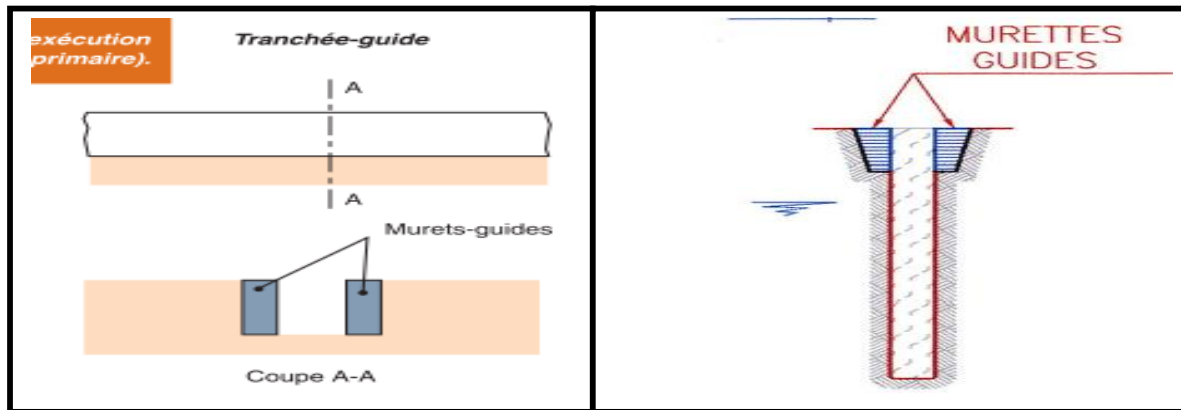 exécution
primaire).
Tranchée-guide
A
A
Murets-guides
Coupe A-A
MURETTES
GUIDES